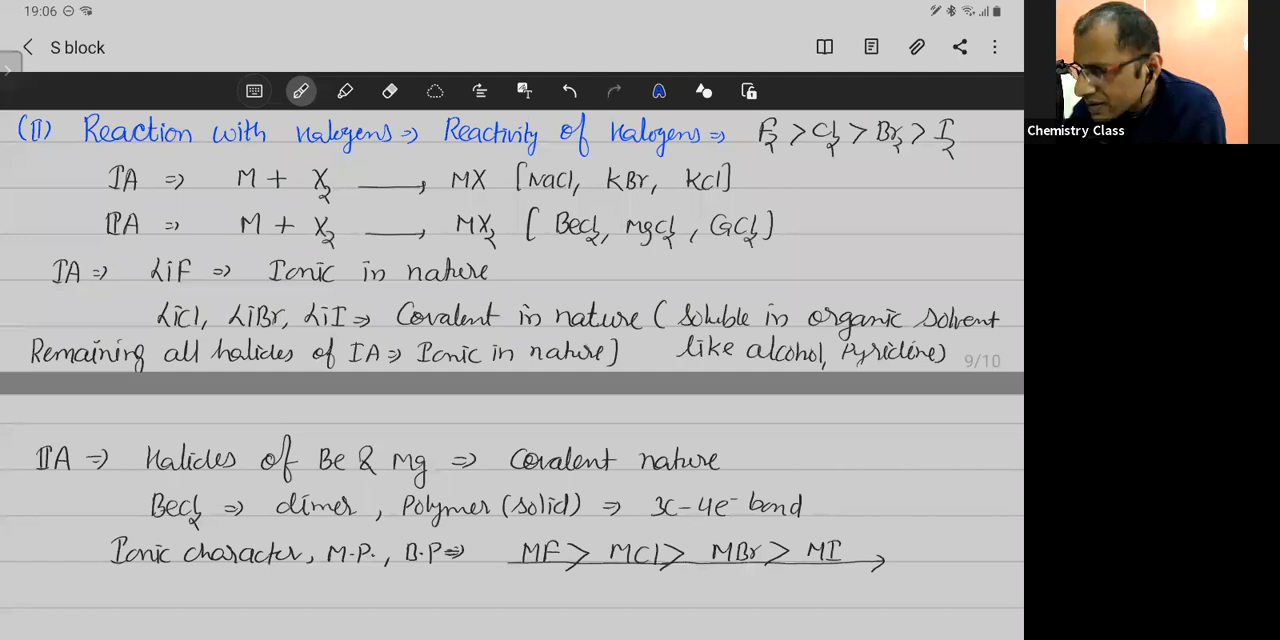 19:06
S block
(II) Reaction with halogens ⇒ Reactivity of halogens ⇒ F₂ > Cl₂ > Br₂ > I₂
IA ⇒ M + X₂ ⟶ MX [NaCl, KBr, KCl]
IIA ⇒ M + X₂ ⟶ MX₂ [BeCl₂, MgCl₂, CaCl₂]
IA ⇒ LiF ⇒ Ionic in nature
LiCl, LiBr, LiI ⇒ Covalent in nature (soluble in organic solvent
Remaining all halides of IA ⇒ Ionic in nature] like alcohol, Pyridine)
9/10
IIA ⇒ Halides of Be & Mg ⇒ Covalent nature
BeCl₂ ⇒ dimer, Polymer (solid) ⇒ 3C-4e⁻ bond
Ionic character, M.P., B.P ⇒ MF > MCl > MBr > MI
Chemistry Class